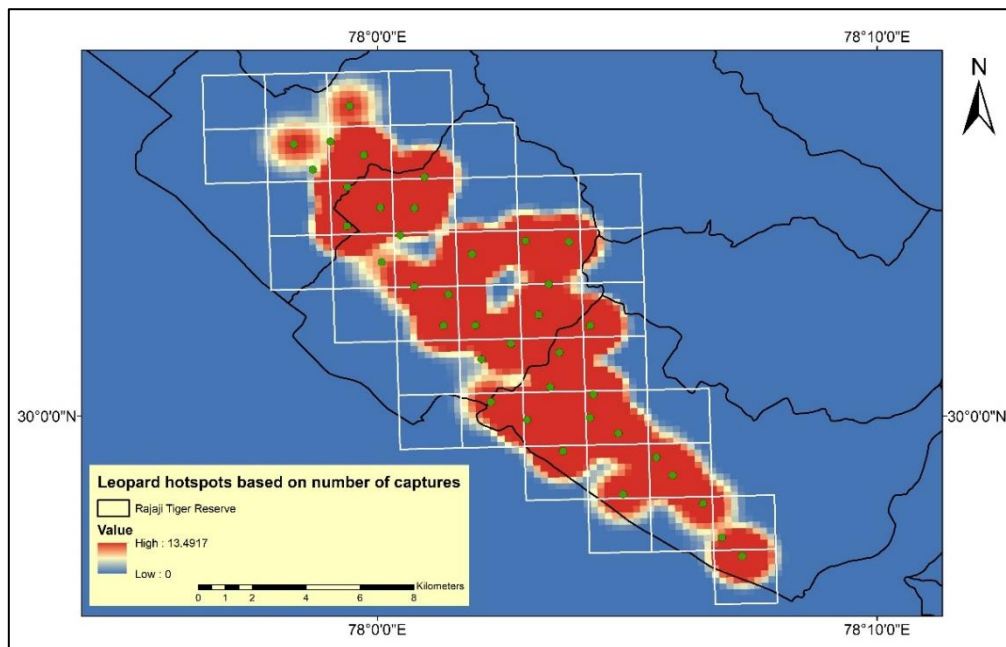 78°0'0"E 78°10'0"E
N
30°0'0"N 30°0'0"N
Leopard hotspots based on number of captures
Rajaji Tiger Reserve
Value
High : 13.4917
Low : 0
Kilometers
0 1 2 4 6 8
78°0'0"E 78°10'0"E